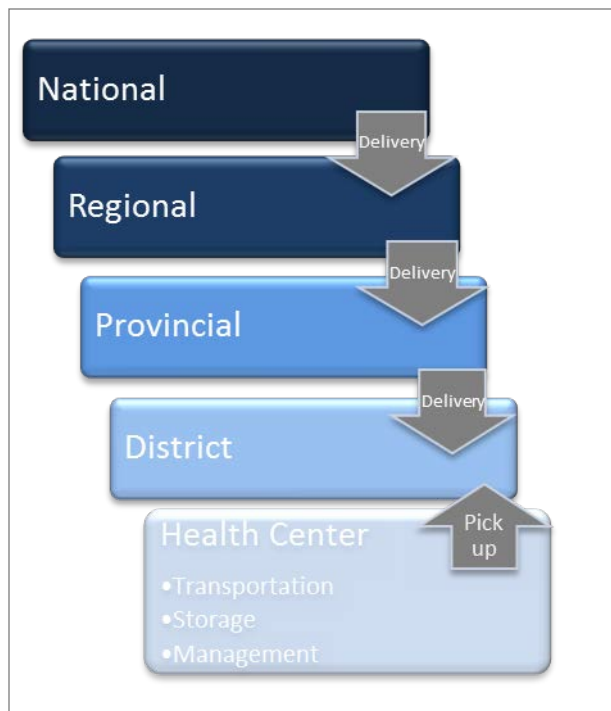 National
Delivery
Regional
Delivery
Provincial
Delivery
District
Pick
up
Health Center
•Transportation
•Storage
•Management